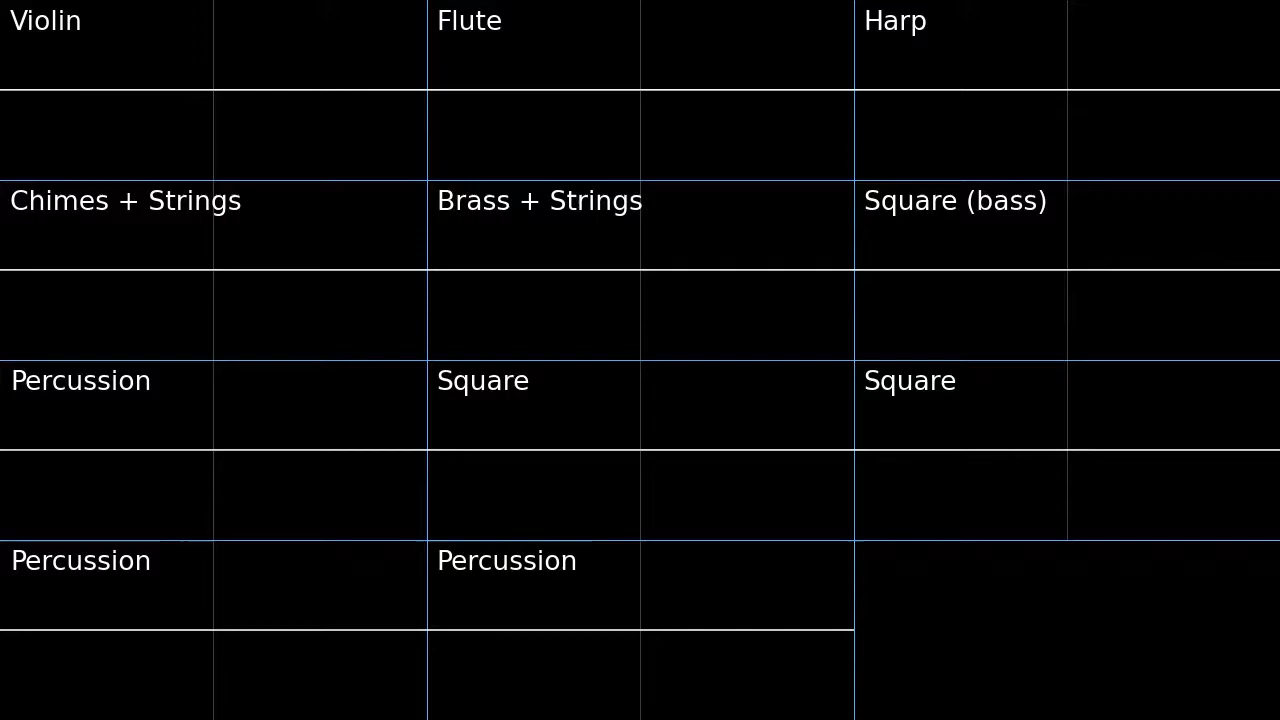 Violin
Flute
Harp
Chimes + Strings
Brass + Strings
Square (bass)
Percussion
Square
Square
Percussion
Percussion